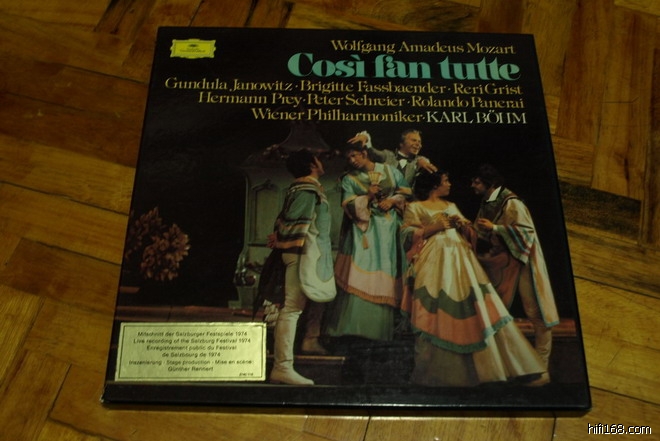 Wolfgang Amadeus Mozart
Così fan tutte
Gundula Janowitz · Brigitte Fassbaender · Reri Grist
Hermann Prey · Peter Schreier · Rolando Panerai
Wiener Philharmoniker · KARL BÖHM
Mitschnitt der Salzburger Festspiele 1974
Live recording of the Salzburg Festival 1974
Enregistrement public du Festival
de Salzbourg de 1974
Inszenierung · Stage production · Mise en scène:
Günther Rennert
hifi168.com